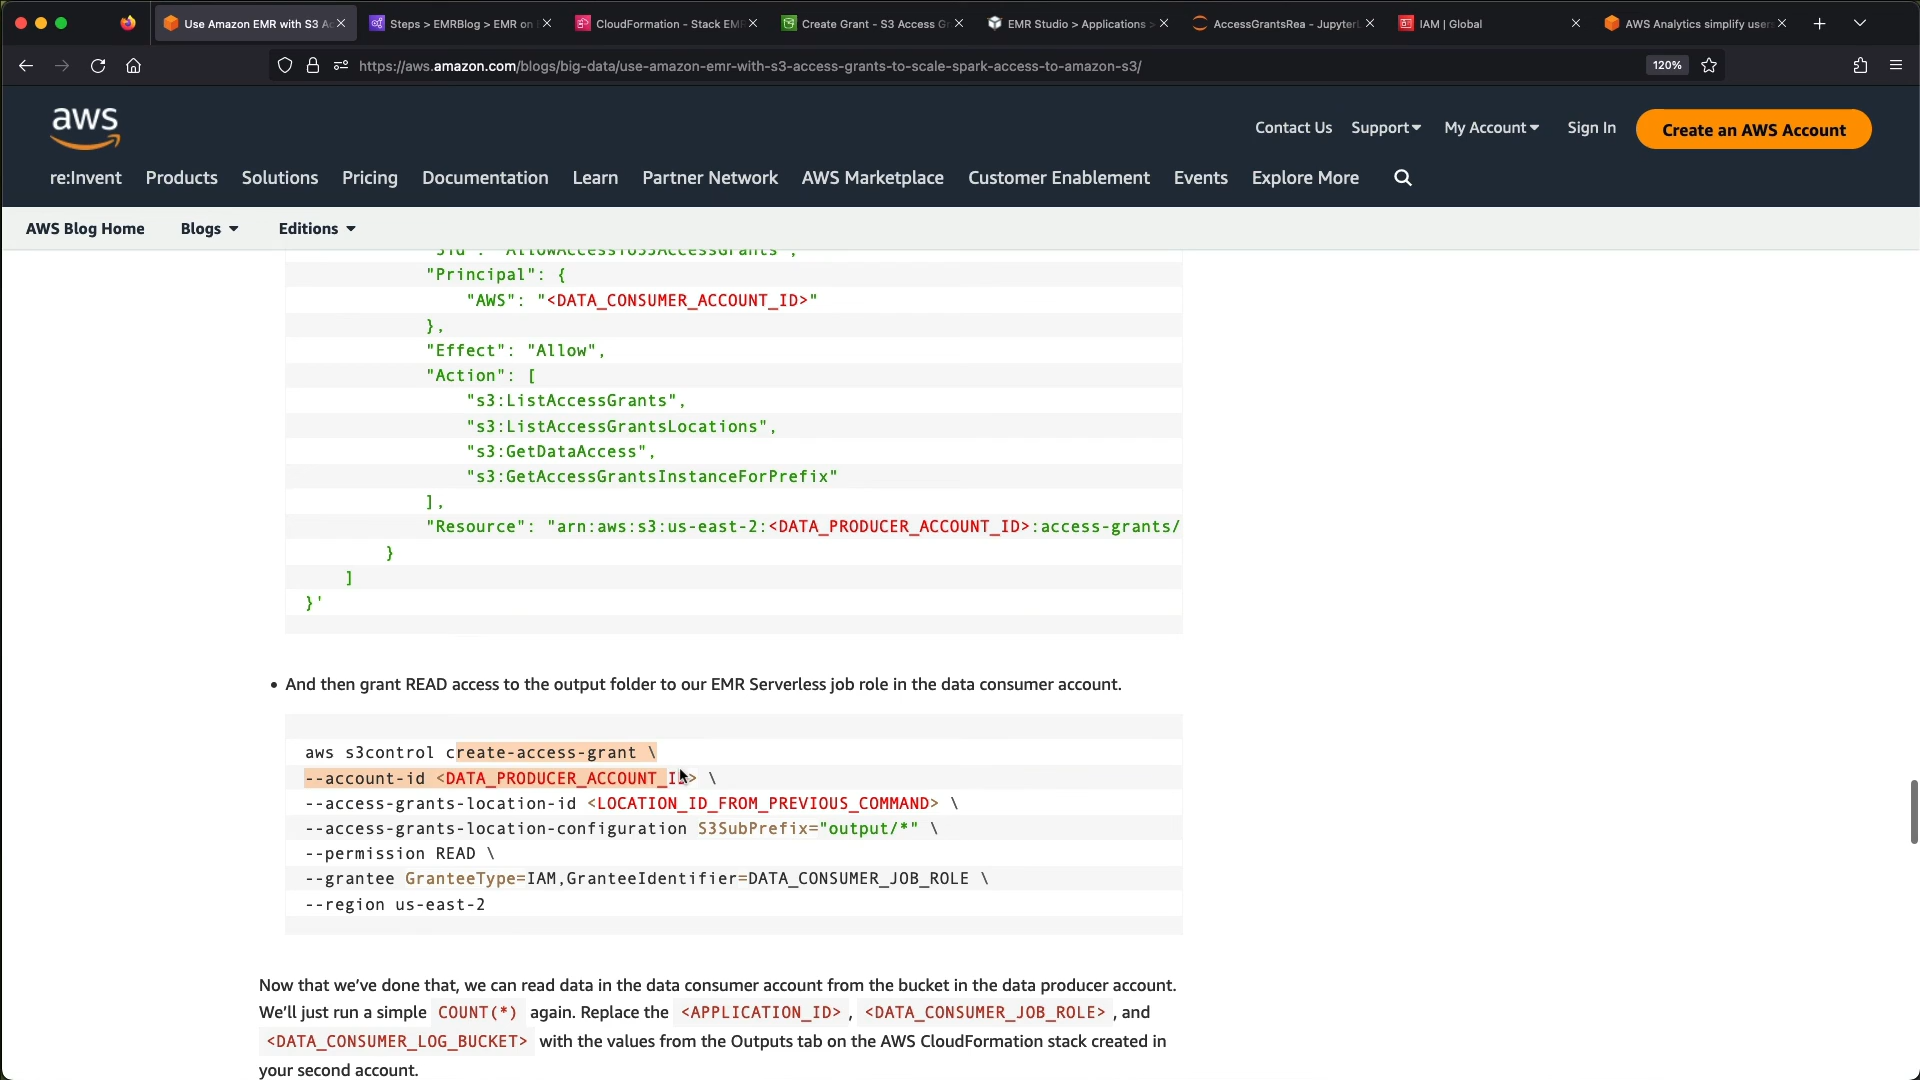 Use Amazon EMR with S3 Ac
Steps > EMRBlog > EMR on
CloudFormation - Stack EM
Create Grant - S3 Access G
EMR Studio > Applications >
AccessGrantsRea - JupyterL
IAM | Global
AWS Analytics simplify user
https://aws.amazon.com/blogs/big-data/use-amazon-emr-with-s3-access-grants-to-scale-spark-access-to-amazon-s3/
120%
aws
Contact Us Support My Account Sign In Create an AWS Account
re:Invent Products Solutions Pricing Documentation Learn Partner Network AWS Marketplace Customer Enablement Events Explore More
AWS Blog Home Blogs Editions
"Sid": "AllowAccessToS3AccessGrants",
"Principal": {
"AWS": "<DATA_CONSUMER_ACCOUNT_ID>"
},
"Effect": "Allow",
"Action": [
"s3:ListAccessGrants",
"s3:ListAccessGrantsLocations",
"s3:GetDataAccess",
"s3:GetAccessGrantsInstanceForPrefix"
],
"Resource": "arn:aws:s3:us-east-2:<DATA_PRODUCER_ACCOUNT_ID>:access-grants/
}
]
}'
• And then grant READ access to the output folder to our EMR Serverless job role in the data consumer account.
aws s3control create-access-grant \
--account-id <DATA_PRODUCER_ACCOUNT_ID> \
--access-grants-location-id <LOCATION_ID_FROM_PREVIOUS_COMMAND> \
--access-grants-location-configuration S3SubPrefix="output/*" \
--permission READ \
--grantee GranteeType=IAM,GranteeIdentifier=DATA_CONSUMER_JOB_ROLE \
--region us-east-2
Now that we've done that, we can read data in the data consumer account from the bucket in the data producer account.
We'll just run a simple COUNT(*) again. Replace the <APPLICATION_ID> , <DATA_CONSUMER_JOB_ROLE> , and
<DATA_CONSUMER_LOG_BUCKET> with the values from the Outputs tab on the AWS CloudFormation stack created in
your second account.